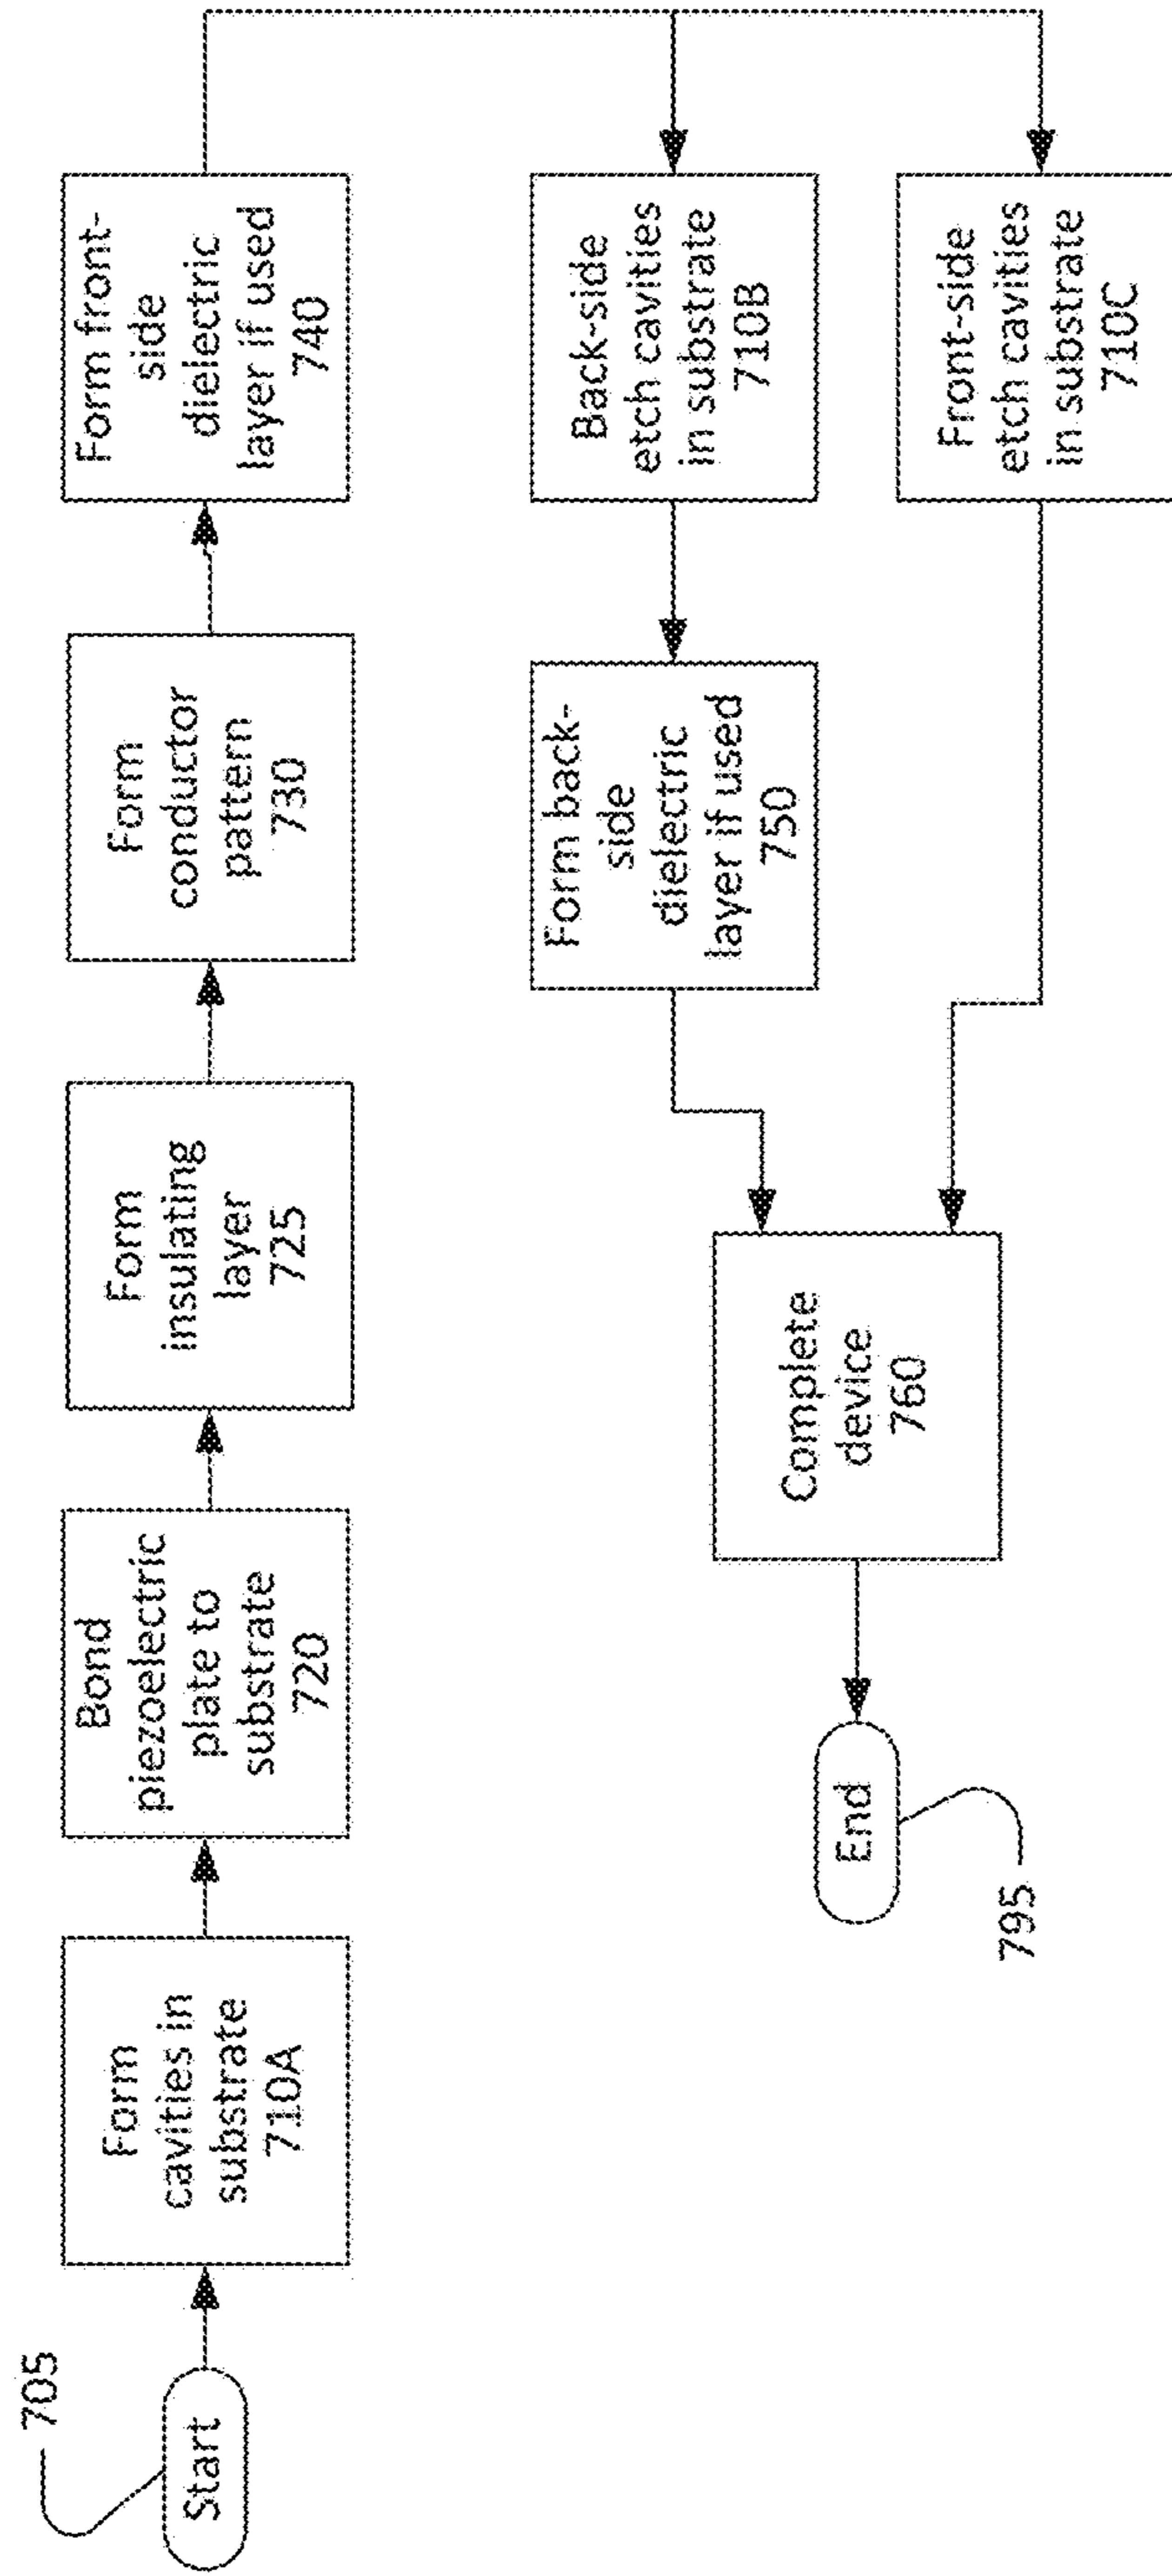 705
Start
Form
cavities in
substrate
710A
Bond
piezoelectric
plate to
substrate
720
Form
insulating
layer
725
Form
conductor
pattern
730
Form front-
side
dielectric
layer if used
740
Back-side
etch cavities
in substrate
710B
Front-side
etch cavities
in substrate
710C
Form back-
side
dielectric
layer if used
750
Complete
device
760
End
795